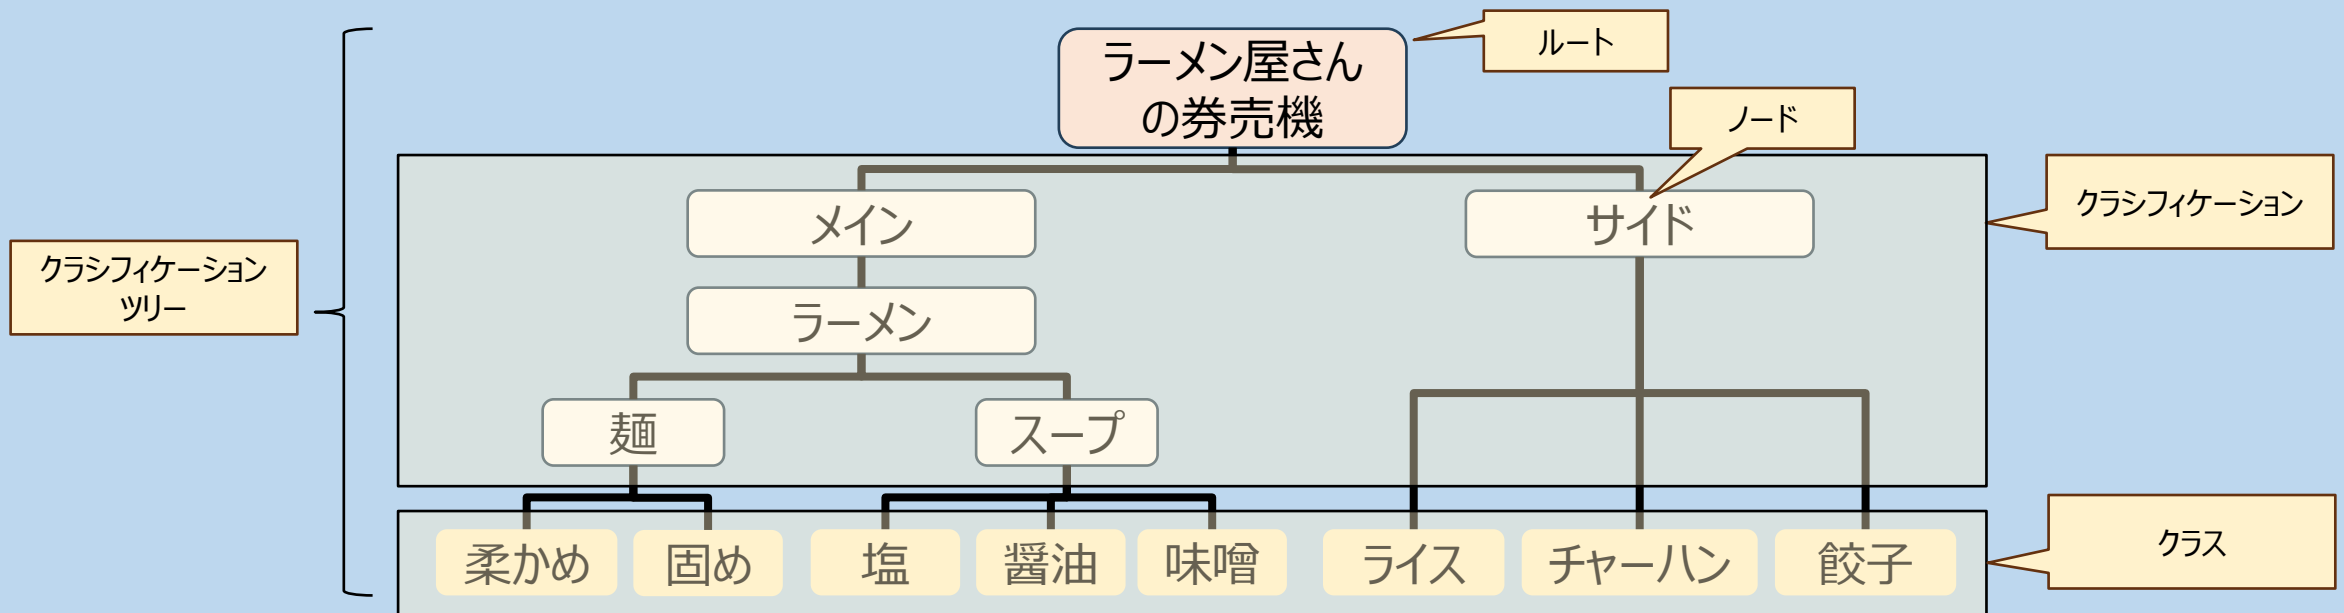 ラーメン屋さん
の券売機
ルート
ノード
メイン
サイド
クラシフィケーション
クラシフィケーション
ツリー
ラーメン
麺
スープ
柔かめ
固め
塩
醤油
味噌
ライス
チャーハン
餃子
クラス